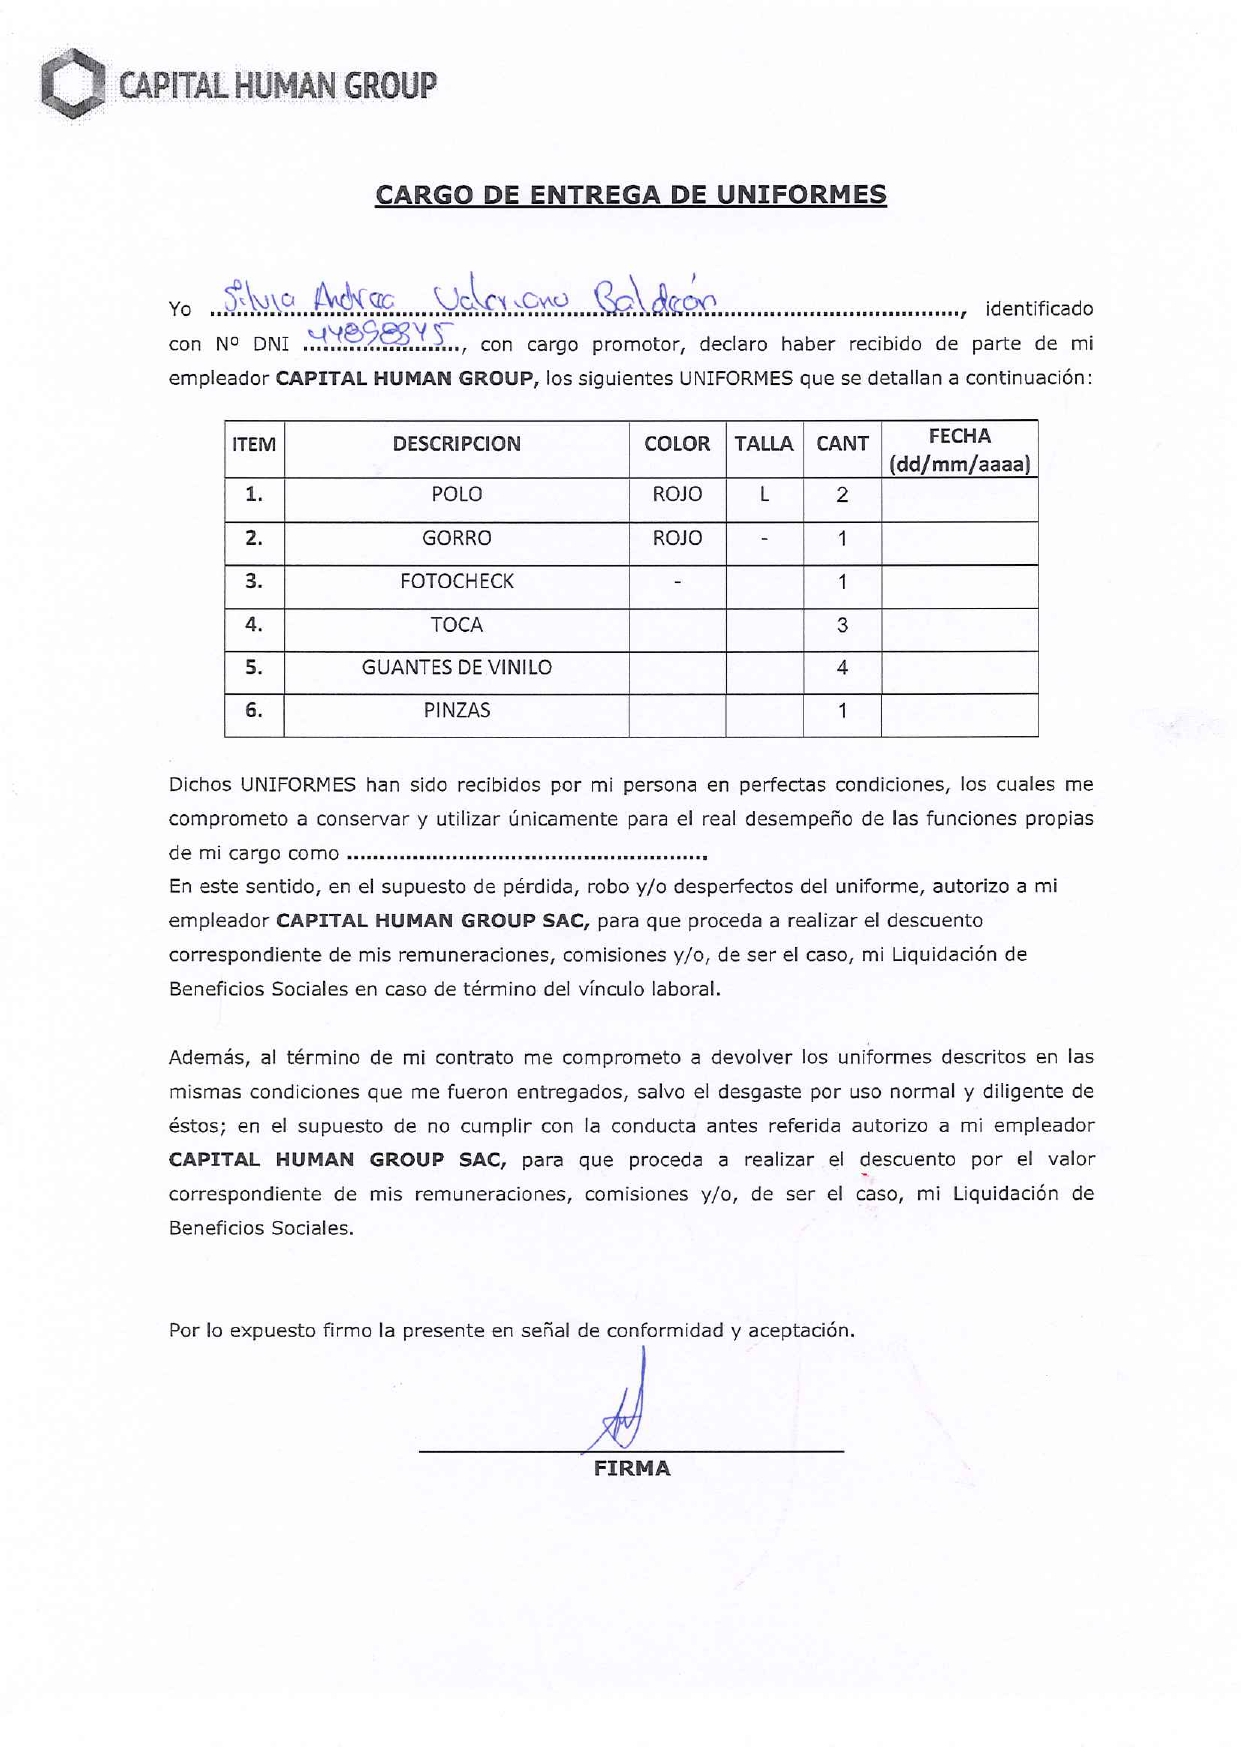 CAPITAL HUMAN GROUP
CARGO DE ENTREGA DE UNIFORMES
Yo Silvia Andrea Valeriano Baldeón, identificado
con Nº DNI 44898845, con cargo promotor, declaro haber recibido de parte de mi
empleador CAPITAL HUMAN GROUP, los siguientes UNIFORMES que se detallan a continuación:
ITEM DESCRIPCION COLOR TALLA CANT FECHA (dd/mm/aaaa)
1. POLO ROJO L 2
2. GORRO ROJO - 1
3. FOTOCHECK - 1
4. TOCA 3
5. GUANTES DE VINILO 4
6. PINZAS 1
Dichos UNIFORMES han sido recibidos por mi persona en perfectas condiciones, los cuales me
comprometo a conservar y utilizar únicamente para el real desempeño de las funciones propias
de mi cargo como .......................................................
En este sentido, en el supuesto de pérdida, robo y/o desperfectos del uniforme, autorizo a mi
empleador CAPITAL HUMAN GROUP SAC, para que proceda a realizar el descuento
correspondiente de mis remuneraciones, comisiones y/o, de ser el caso, mi Liquidación de
Beneficios Sociales en caso de término del vínculo laboral.
Además, al término de mi contrato me comprometo a devolver los uniformes descritos en las
mismas condiciones que me fueron entregados, salvo el desgaste por uso normal y diligente de
éstos; en el supuesto de no cumplir con la conducta antes referida autorizo a mi empleador
CAPITAL HUMAN GROUP SAC, para que proceda a realizar el descuento por el valor
correspondiente de mis remuneraciones, comisiones y/o, de ser el caso, mi Liquidación de
Beneficios Sociales.
Por lo expuesto firmo la presente en señal de conformidad y aceptación.
FIRMA